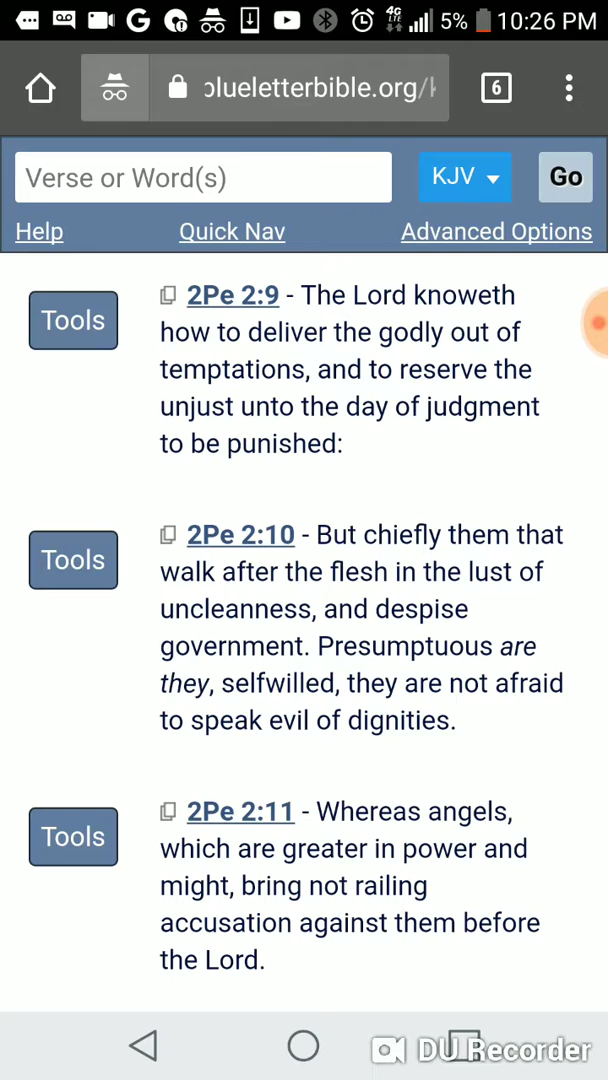 4G LTE 5% 10:26 PM
blueletterbible.org/k 6
Verse or Word(s) KJV Go
Help Quick Nav Advanced Options
Tools
2Pe 2:9 - The Lord knoweth
how to deliver the godly out of
temptations, and to reserve the
unjust unto the day of judgment
to be punished:
Tools
2Pe 2:10 - But chiefly them that
walk after the flesh in the lust of
uncleanness, and despise
government. Presumptuous are
they, selfwilled, they are not afraid
to speak evil of dignities.
Tools
2Pe 2:11 - Whereas angels,
which are greater in power and
might, bring not railing
accusation against them before
the Lord.
DU Recorder